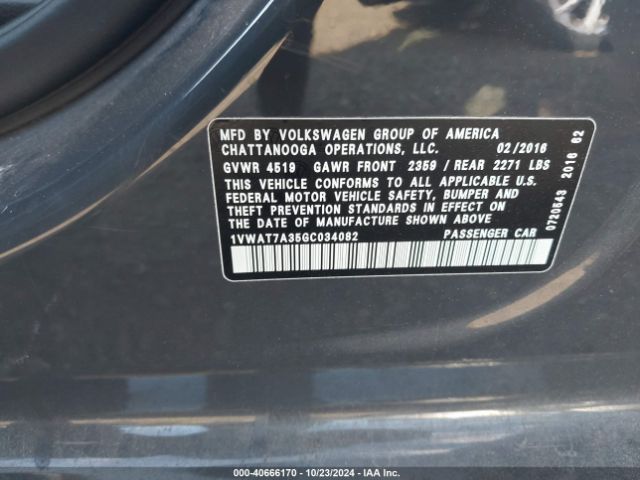 MFD BY VOLKSWAGEN GROUP OF AMERICA
CHATTANOOGA OPERATIONS, LLC. 02/2016
GVWR 4519 GAWR FRONT 2359 / REAR 2271 LBS
THIS VEHICLE CONFORMS TO ALL APPLICABLE U.S.
FEDERAL MOTOR VEHICLE SAFETY, BUMPER AND
THEFT PREVENTION STANDARDS IN EFFECT ON
THE DATE OF MANUFACTURE SHOWN ABOVE
1VWAT7A35GC034082 PASSENGER CAR
0720543 2016 62
000-40666170 - 10/23/2024 - IAA Inc.